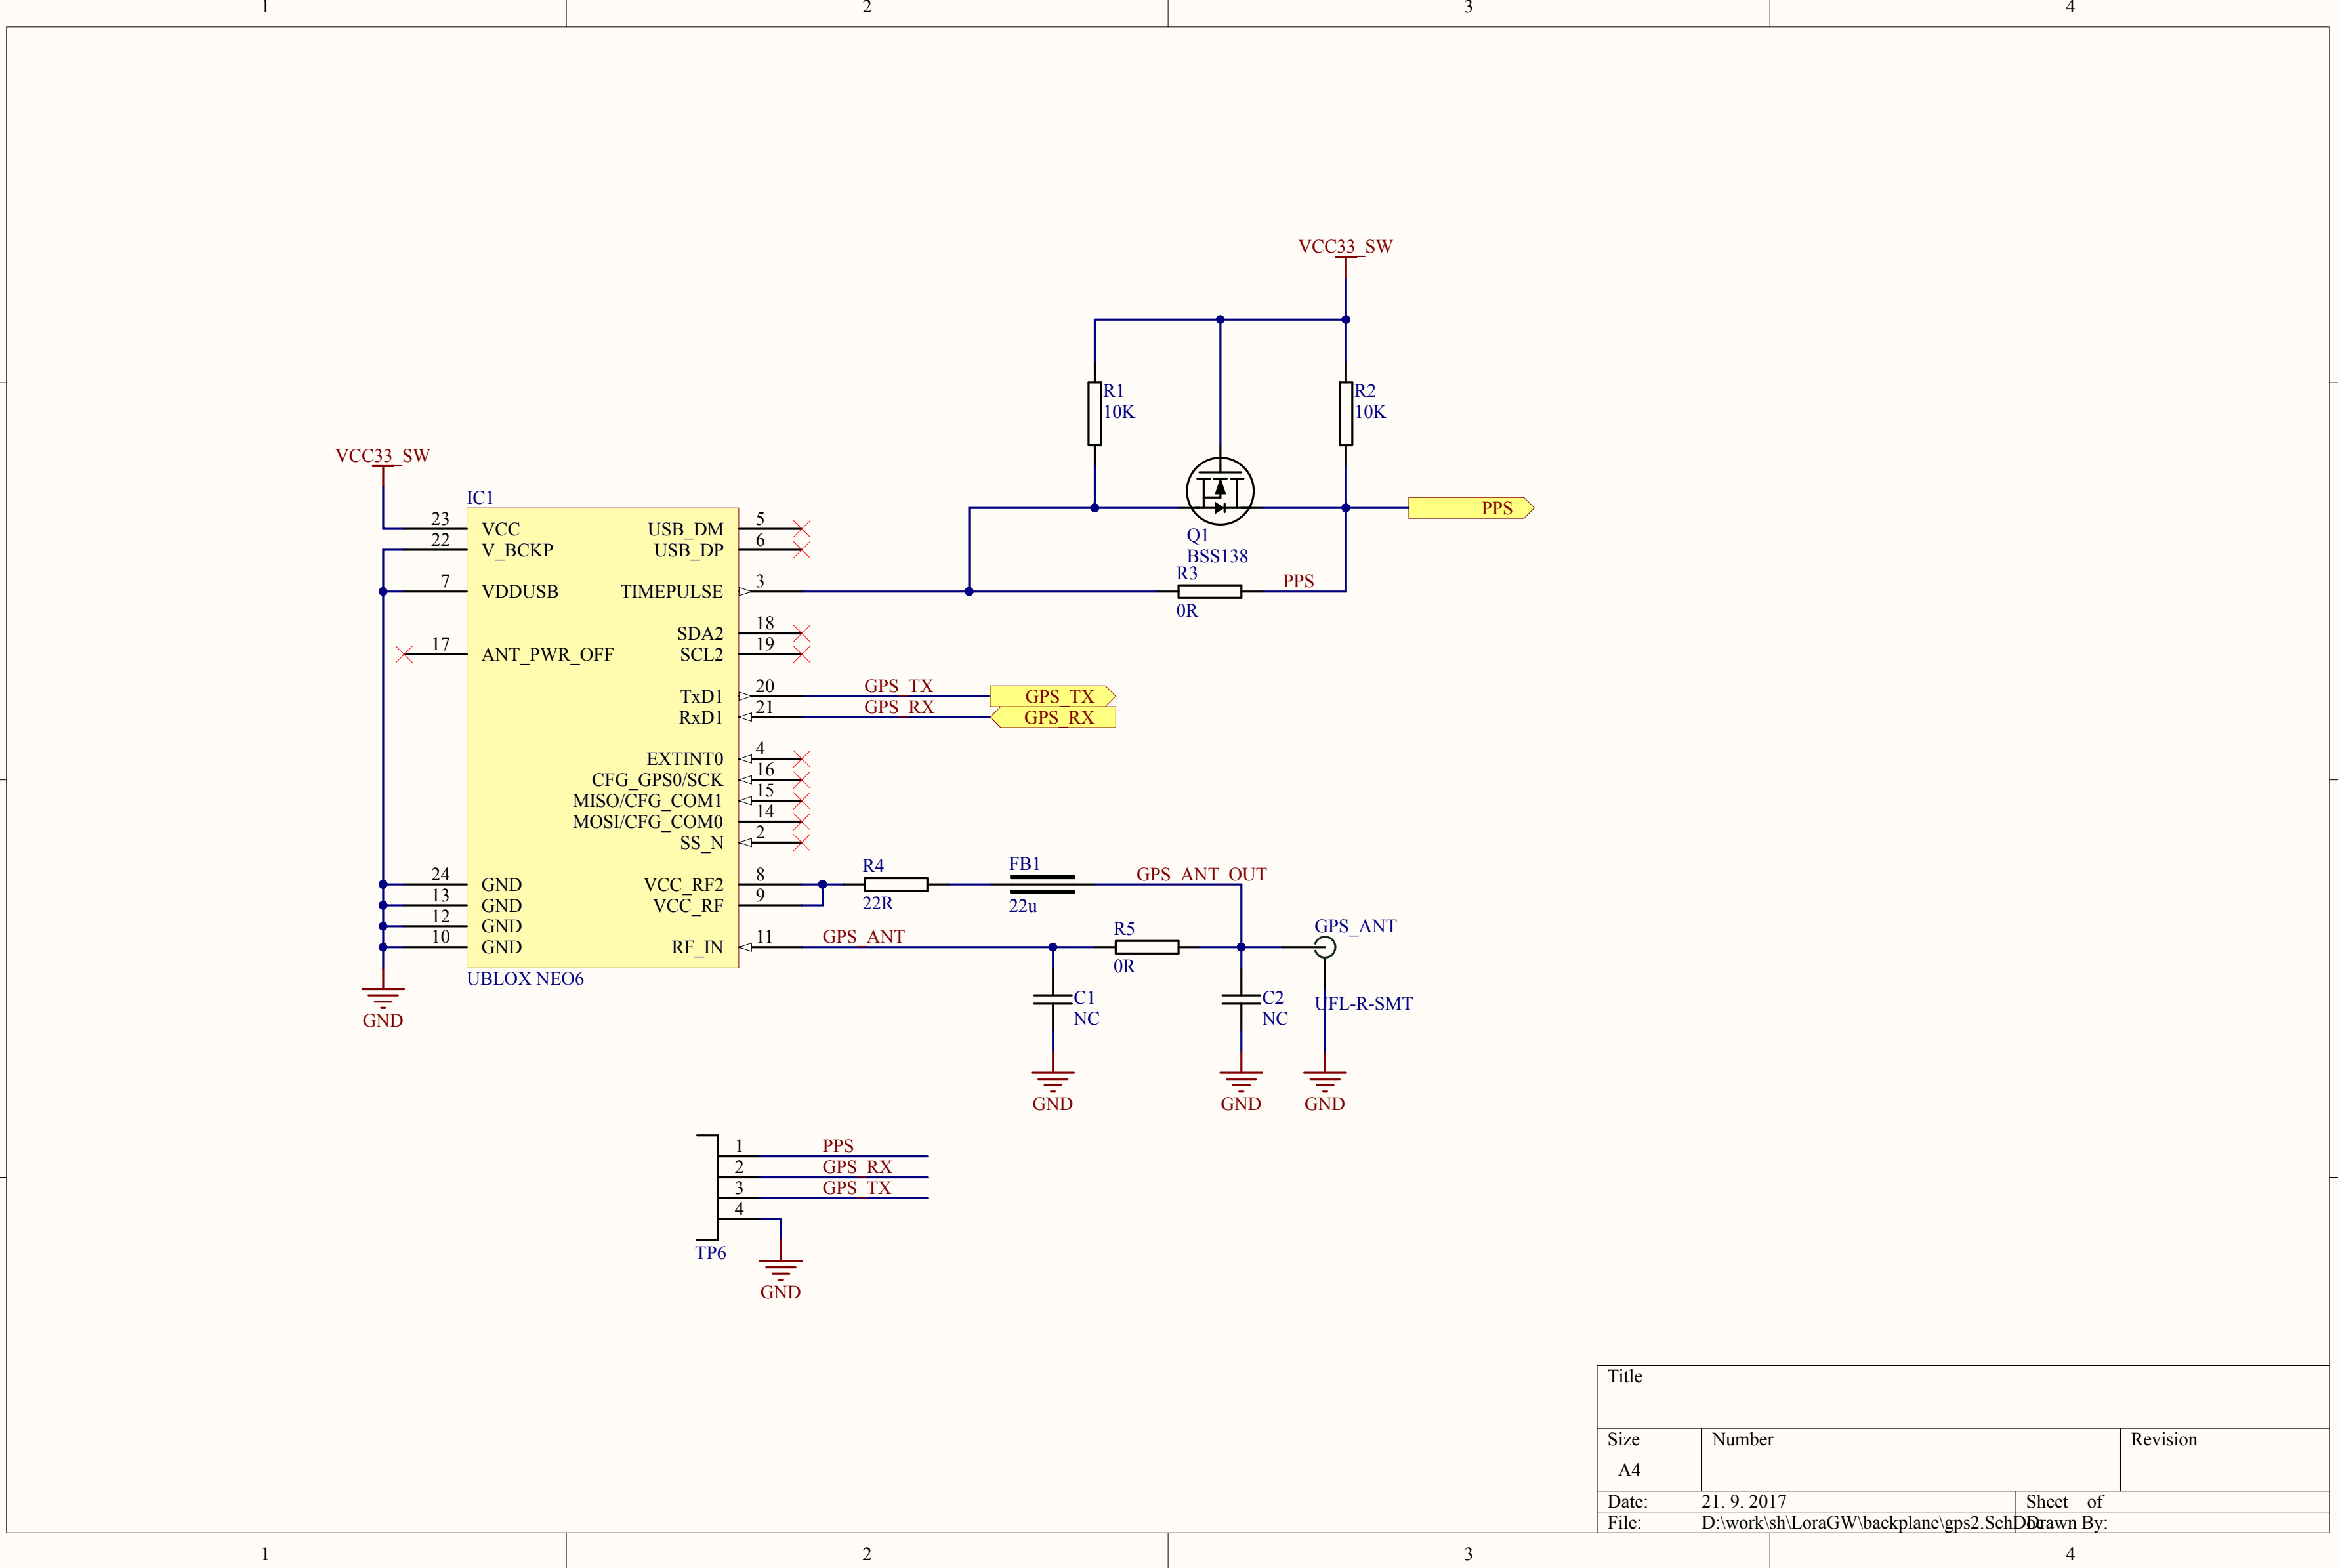 1 2 3 4
VCC33_SW
R1
10K
R2
10K
VCC33_SW
IC1
PPS
Q1
BSS138
23 VCC
22 V_BCKP
7 VDDUSB
17 ANT_PWR_OFF
24 GND
13 GND
12 GND
10 GND
USB_DM 5
USB_DP 6
TIMEPULSE 3
SDA2 18
SCL2 19
TxD1 20
RxD1 21
EXTINT0 4
CFG_GPS0/SCK 16
MISO/CFG_COM1 15
MOSI/CFG_COM0 14
SS_N 2
VCC_RF2 8
VCC_RF 9
RF_IN 11
UBLOX NEO6
GND
R3
0R
PPS
GPS_TX GPS_TX
GPS_RX GPS_RX
R4
22R
FB1
22u
GPS_ANT_OUT
GPS_ANT
R5
0R
GPS_ANT
UFL-R-SMT
C1
NC
C2
NC
GND GND GND
1 PPS
2 GPS_RX
3 GPS_TX
4
TP6
GND
Title
Size
A4
Number
Revision
Date: 21. 9. 2017
Sheet of
File: D:\work\sh\LoraGW\backplane\gps2.SchDoc
Drawn By:
1 2 3 4